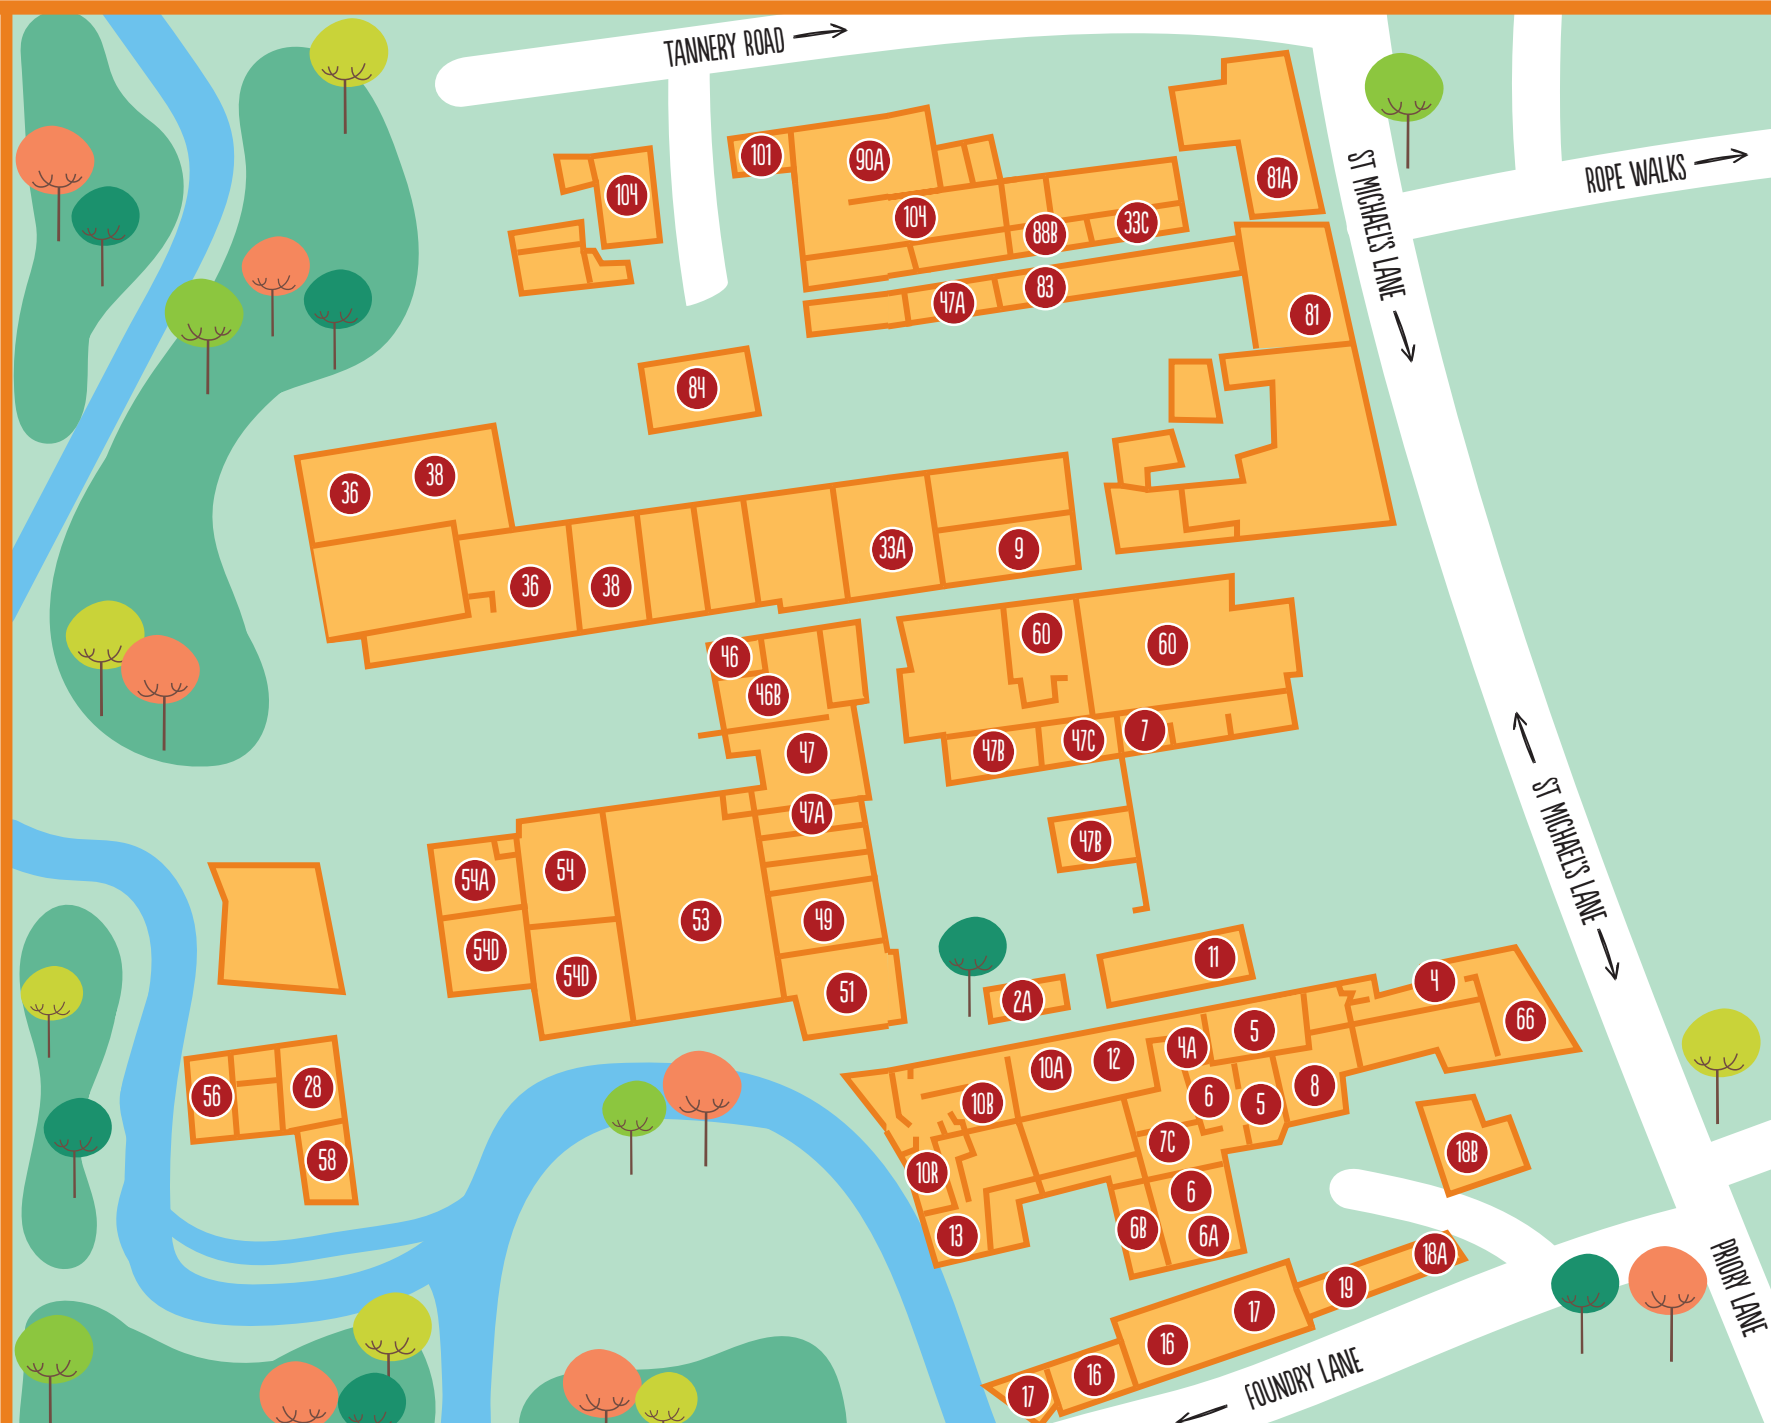 TANNERY ROAD
ROPE WALKS
ST MICHAEL'S LANE
101
90A
104
81A
104
88B
33C
47A
83
81
84
36
38
33A
9
36
38
60
60
46
46B
47B
47C
7
47
47A
47B
ST MICHAEL'S LANE
54A
54
53
49
54D
54D
51
11
2A
4
66
5
4A
12
10A
10B
6
5
8
56
28
58
7C
18B
10R
6
13
6B
6A
18A
19
17
16
16
17
PRIORY LANE
FOUNDRY LANE